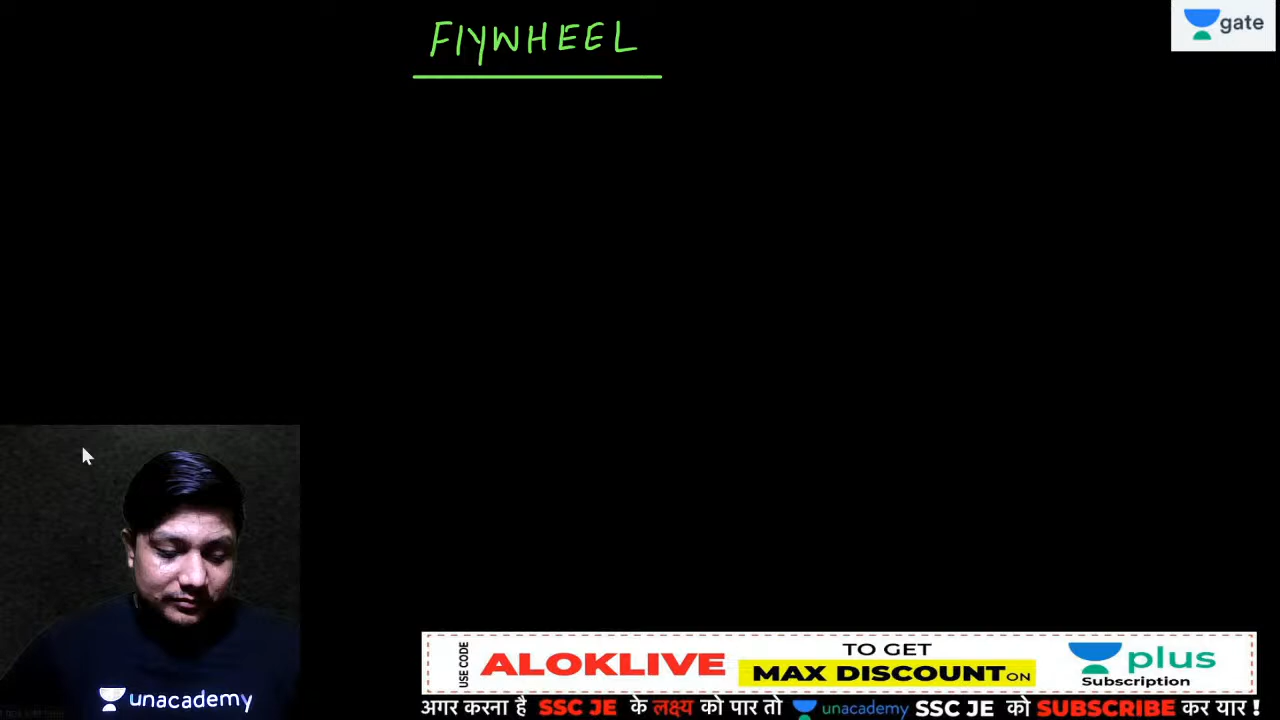 FlYWHEEL
gate
unacademy
USE CODE
ALOKLIVE
TO GET
MAX DISCOUNT ON
plus
Subscription
अगर करना है SSC JE के लक्ष्य को पार तो unacademy SSC JE को SUBSCRIBE कर यार !